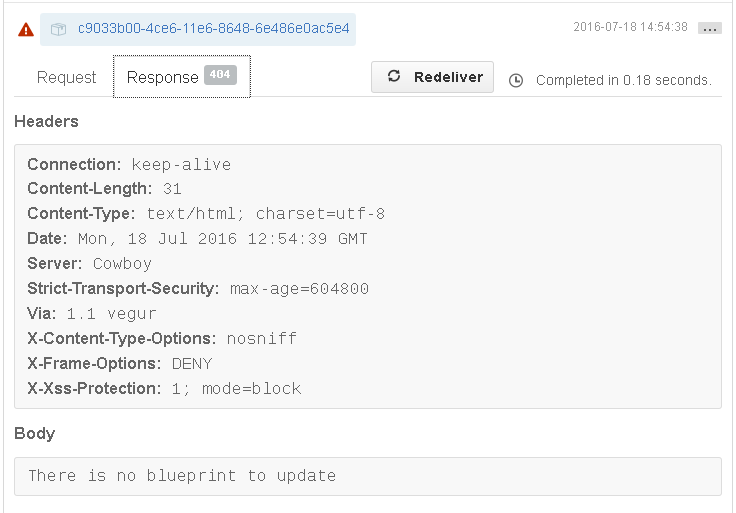 c9033b00-4ce6-11e6-8648-6e486e0ac5e4 2016-07-18 14:54:38 ...
Request Response 404 Redeliver Completed in 0.18 seconds.
Headers
Connection: keep-alive
Content-Length: 31
Content-Type: text/html; charset=utf-8
Date: Mon, 18 Jul 2016 12:54:39 GMT
Server: Cowboy
Strict-Transport-Security: max-age=604800
Via: 1.1 vegur
X-Content-Type-Options: nosniff
X-Frame-Options: DENY
X-Xss-Protection: 1; mode=block
Body
There is no blueprint to update